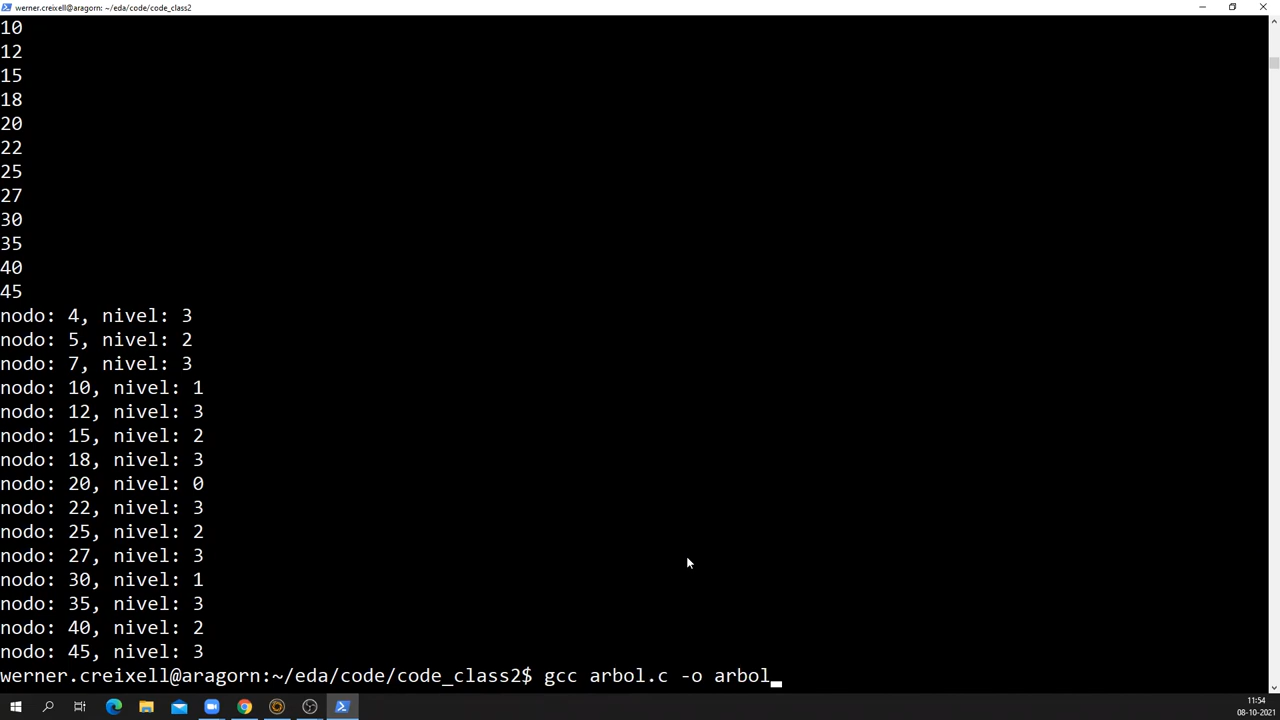 werner.creixell@aragorn: ~/eda/code/code_class2
10
12
15
18
20
22
25
27
30
35
40
45
nodo: 4, nivel: 3
nodo: 5, nivel: 2
nodo: 7, nivel: 3
nodo: 10, nivel: 1
nodo: 12, nivel: 3
nodo: 15, nivel: 2
nodo: 18, nivel: 3
nodo: 20, nivel: 0
nodo: 22, nivel: 3
nodo: 25, nivel: 2
nodo: 27, nivel: 3
nodo: 30, nivel: 1
nodo: 35, nivel: 3
nodo: 40, nivel: 2
nodo: 45, nivel: 3
werner.creixell@aragorn:~/eda/code/code_class2$ gcc arbol.c -o arbol
11:54
08-10-2021